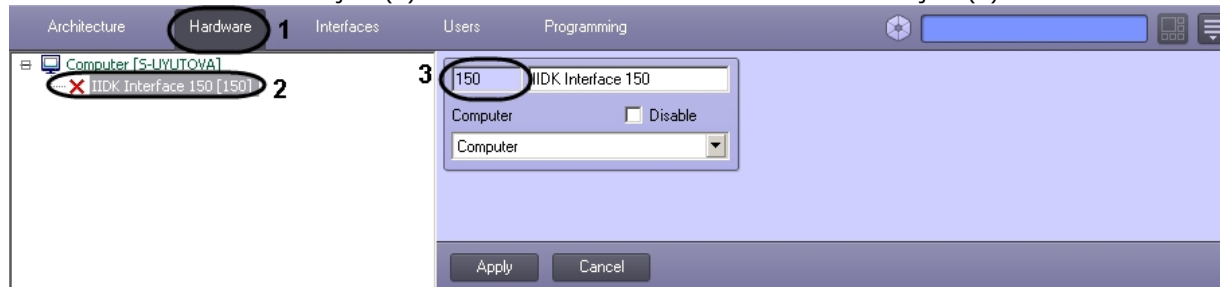 Architecture Hardware 1 Interfaces Users Programming
Computer [S-UYUTOVA]
IIDK Interface 150 [150] 2
3 150 IIDK Interface 150
Computer Disable
Computer
Apply Cancel